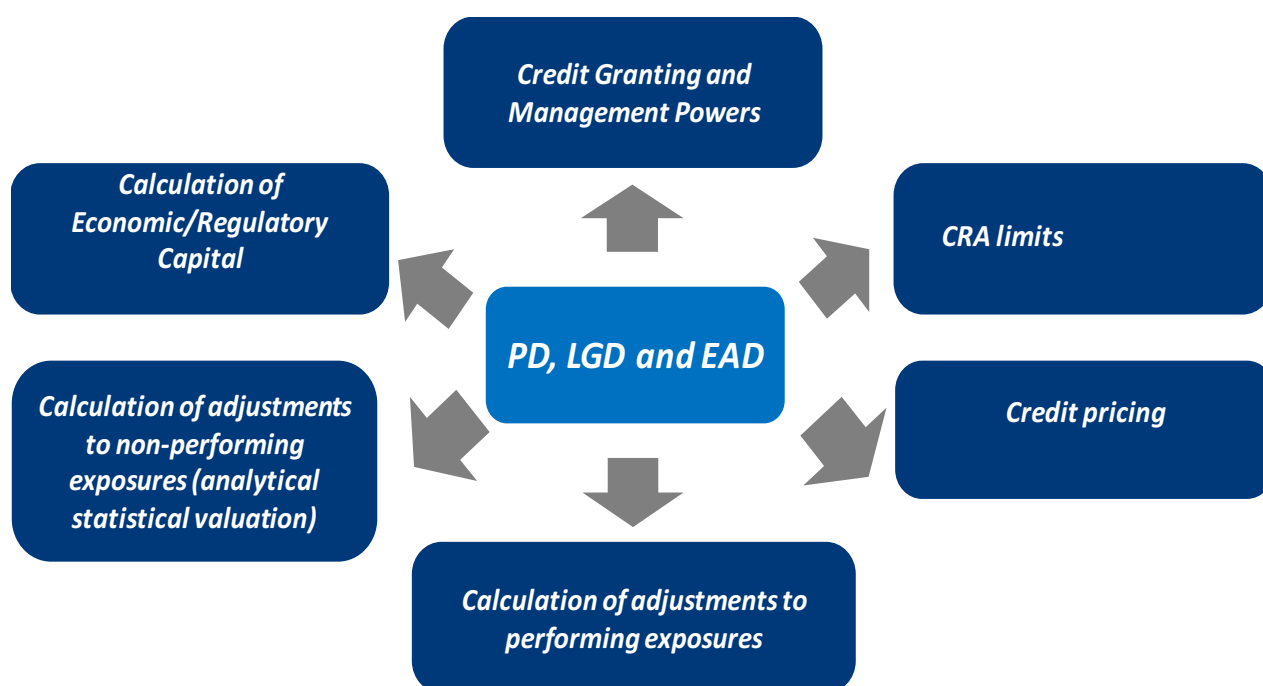 Credit Granting and
Management Powers
Calculation of
Economic/Regulatory
Capital
CRA limits
PD, LGD and EAD
Calculation of adjustments
to non-performing
exposures (analytical
statistical valuation)
Credit pricing
Calculation of adjustments to
performing exposures